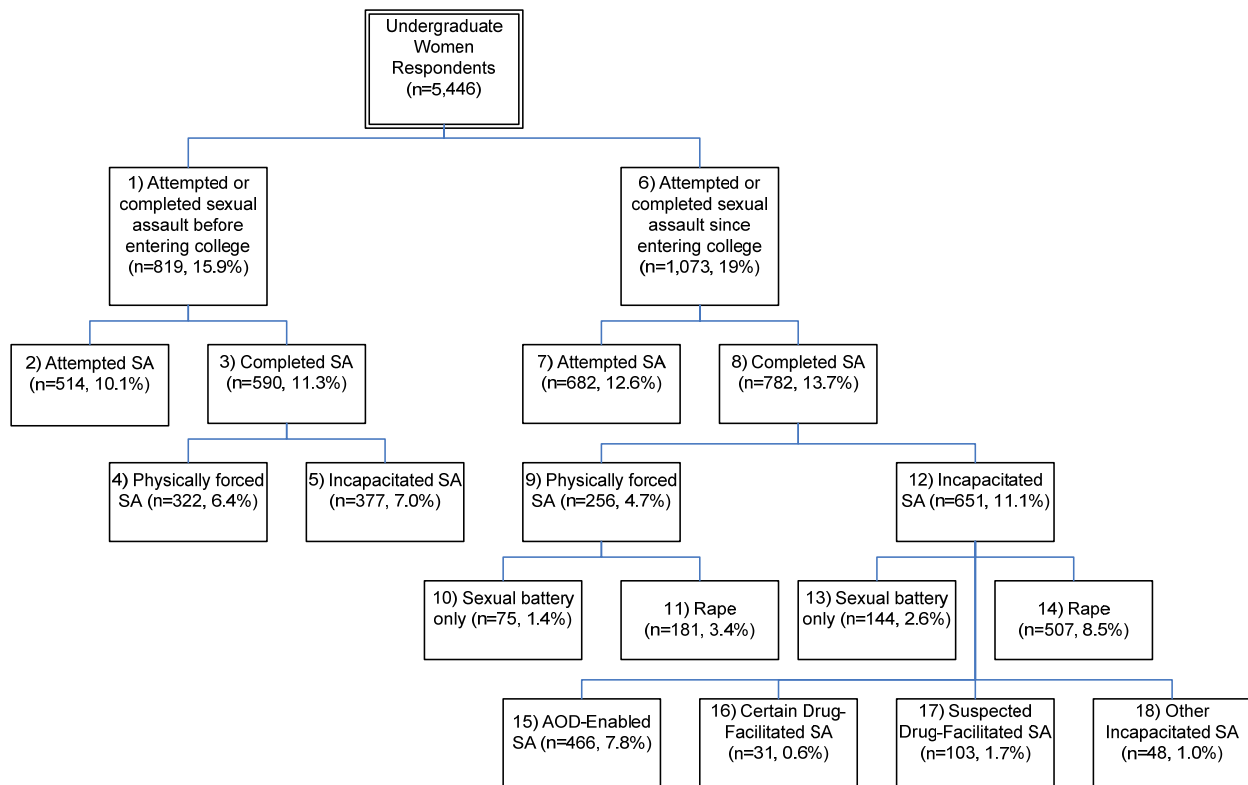 Undergraduate
Women
Respondents
(n=5,446)
1) Attempted or
completed sexual
assault before
entering college
(n=819, 15.9%)
6) Attempted or
completed sexual
assault since
entering college
(n=1,073, 19%)
2) Attempted SA
(n=514, 10.1%)
3) Completed SA
(n=590, 11.3%)
7) Attempted SA
(n=682, 12.6%)
8) Completed SA
(n=782, 13.7%)
4) Physically forced
SA (n=322, 6.4%)
5) Incapacitated SA
(n=377, 7.0%)
9) Physically forced
SA (n=256, 4.7%)
12) Incapacitated
SA (n=651, 11.1%)
10) Sexual battery
only (n=75, 1.4%)
11) Rape
(n=181, 3.4%)
13) Sexual battery
only (n=144, 2.6%)
14) Rape
(n=507, 8.5%)
15) AOD-Enabled
SA (n=466, 7.8%)
16) Certain Drug-
Facilitated SA
(n=31, 0.6%)
17) Suspected
Drug-Facilitated SA
(n=103, 1.7%)
18) Other
Incapacitated SA
(n=48, 1.0%)